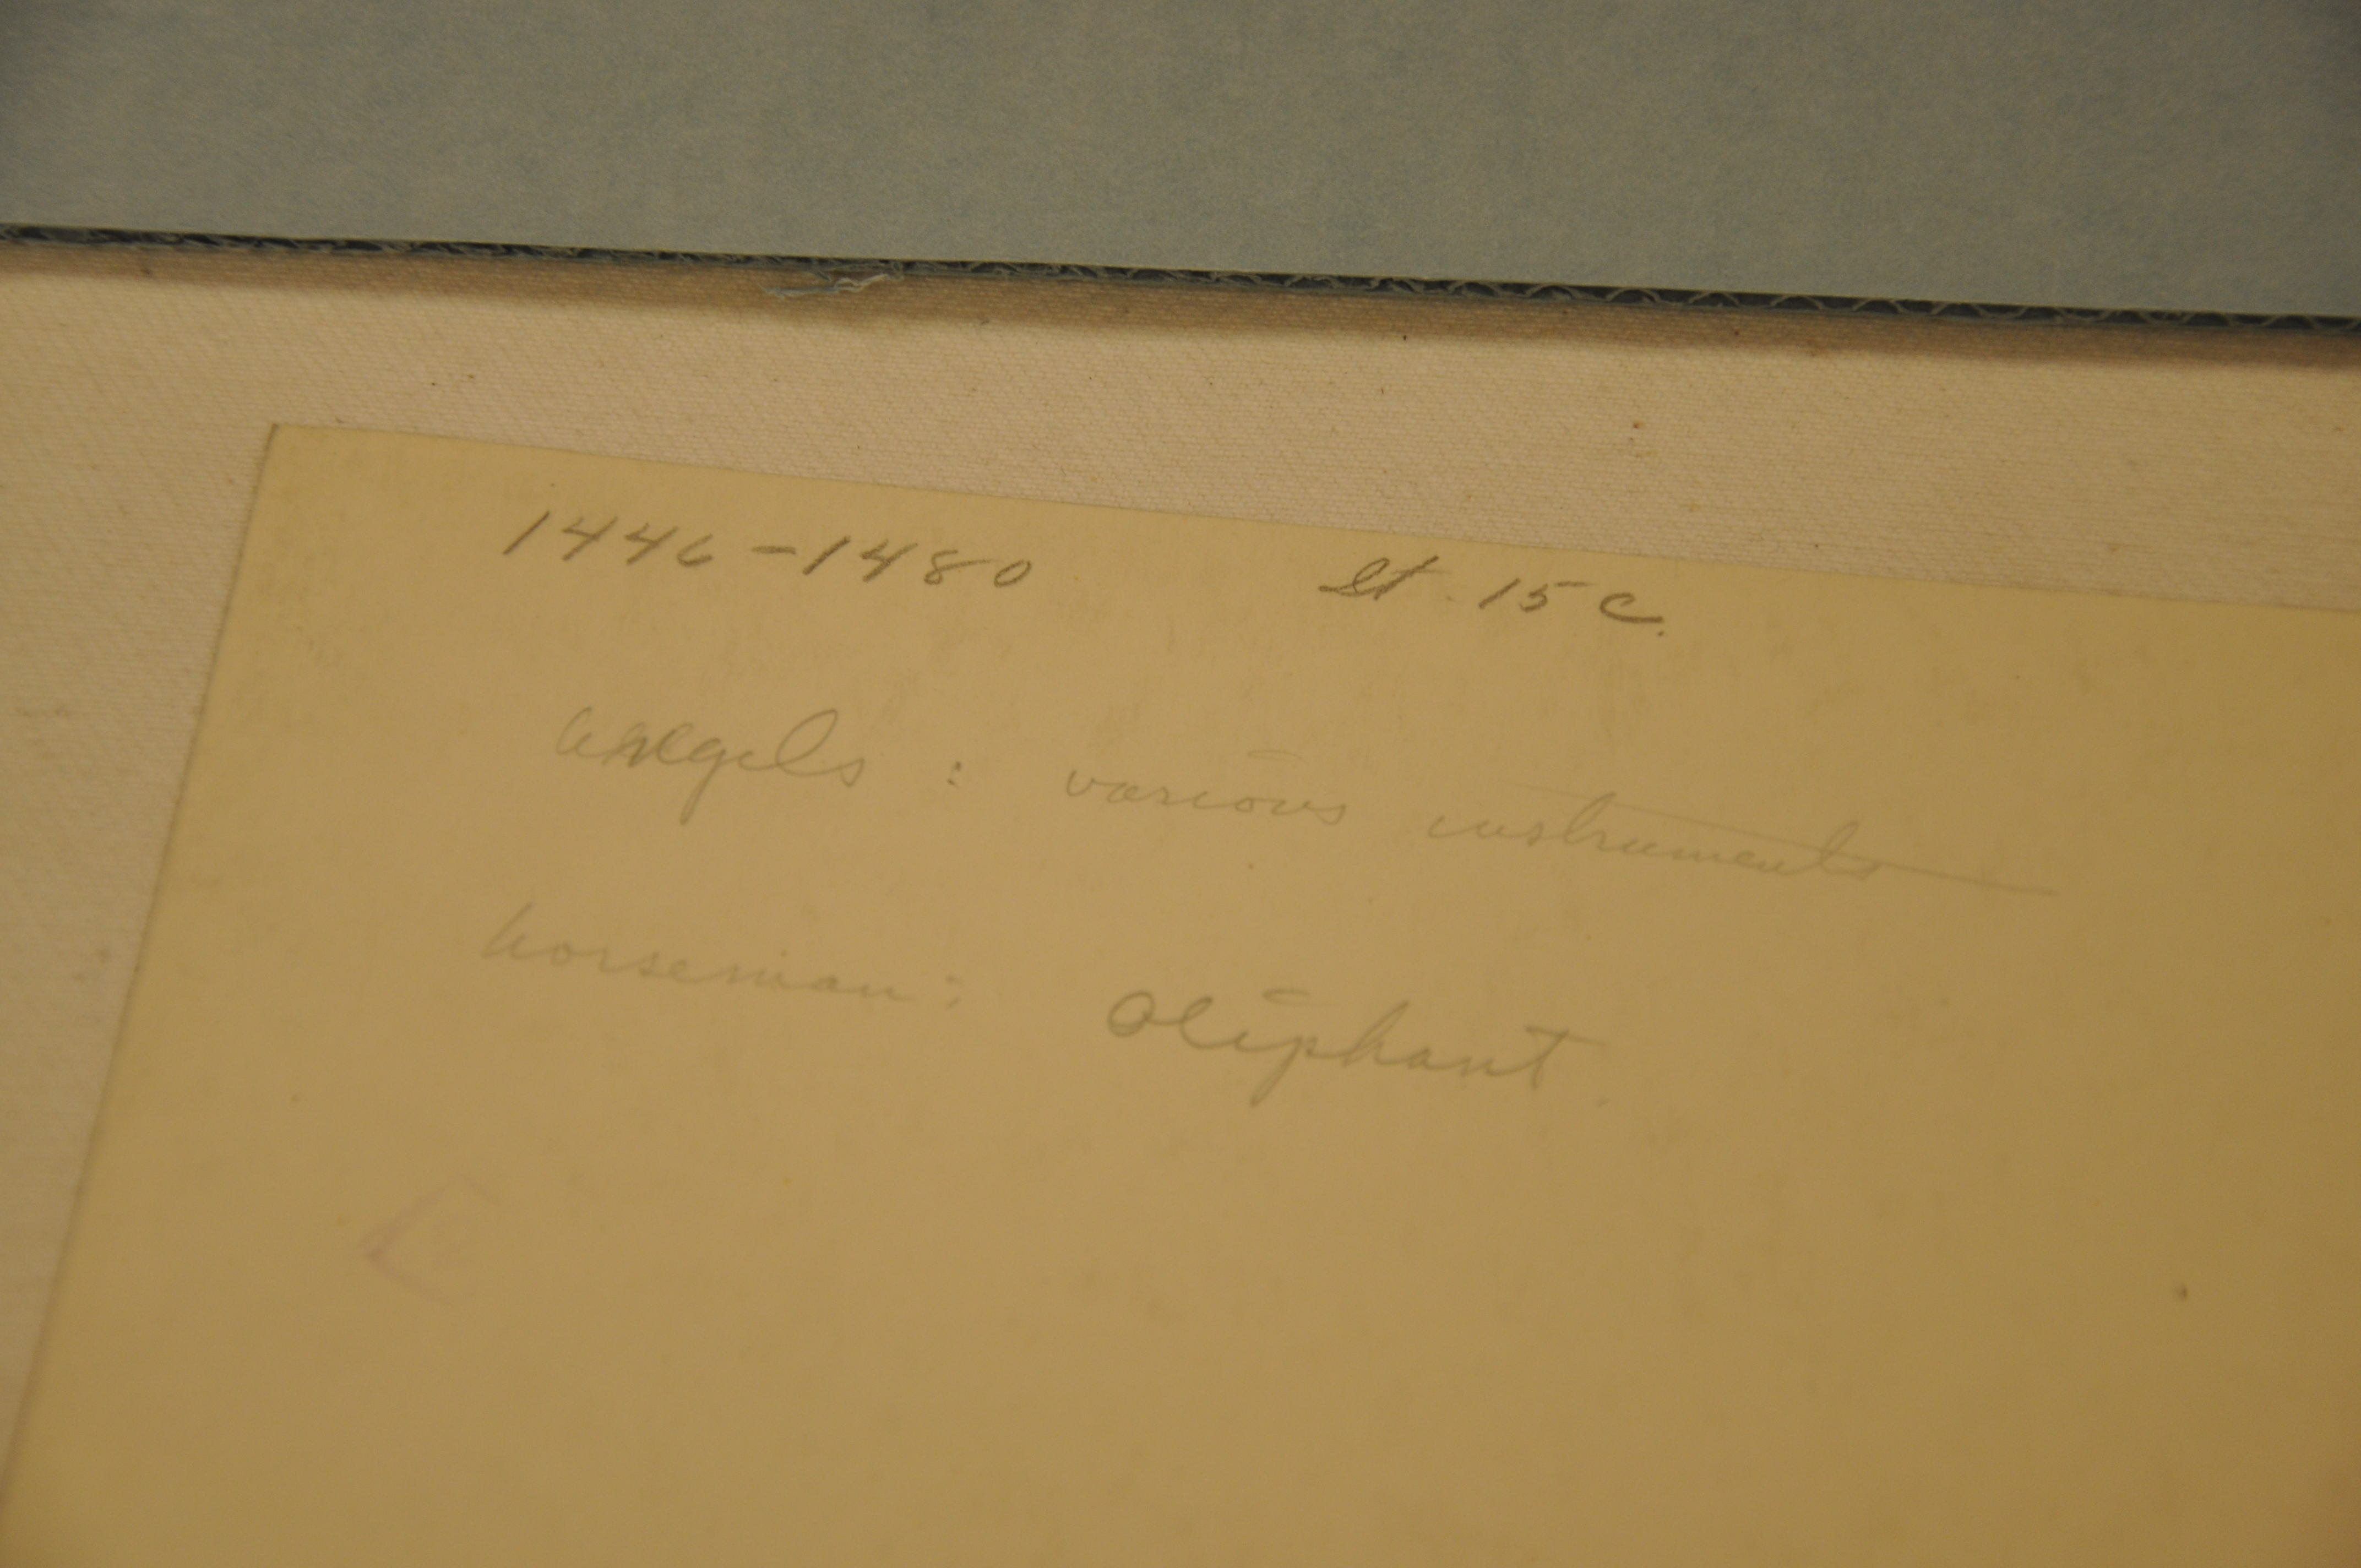 1446-1480 It. 15 c.
angels : various instruments
horseman : oliphant.